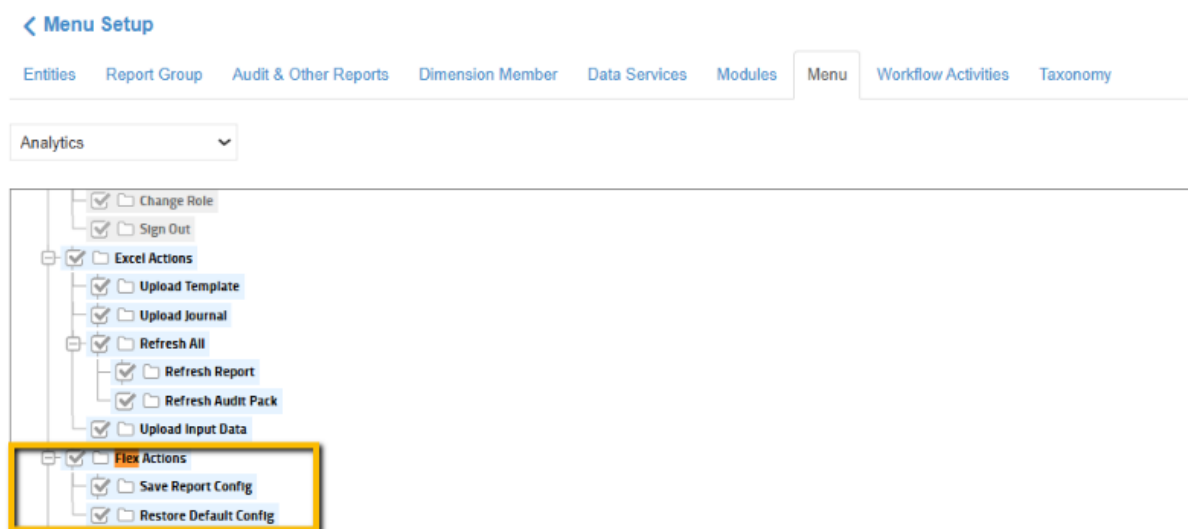 Menu Setup
Entities Report Group Audit & Other Reports Dimension Member Data Services Modules Menu Workflow Activities Taxonomy
Analytics
Change Role
Sign Out
Excel Actions
Upload Template
Upload Journal
Refresh All
Refresh Report
Refresh Audit Pack
Upload Input Data
Flex Actions
Save Report Config
Restore Default Config